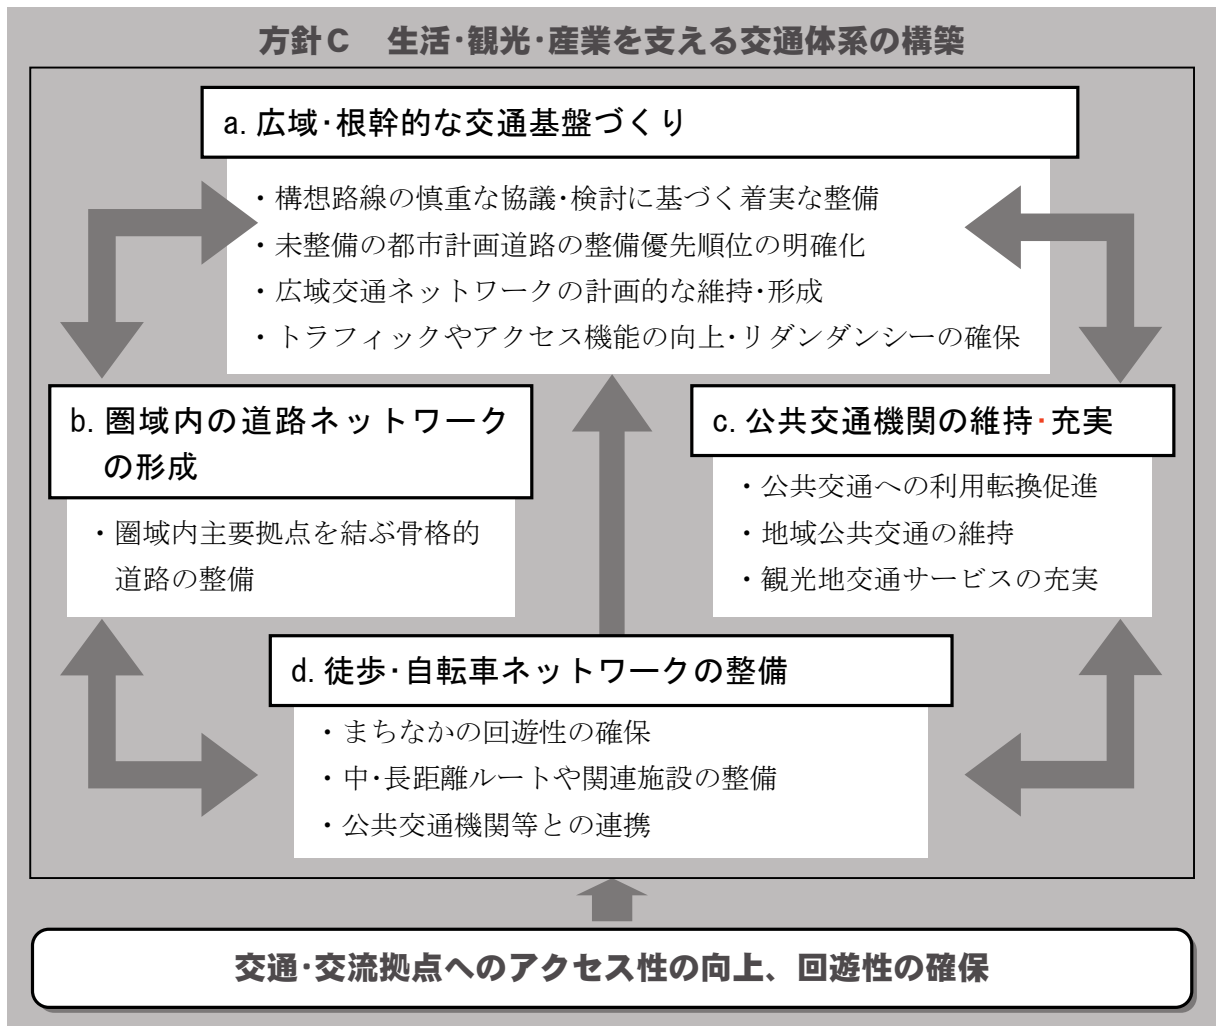 方針C 生活・観光・産業を支える交通体系の構築
a. 広域・根幹的な交通基盤づくり
・構想路線の慎重な協議・検討に基づく着実な整備
・未整備の都市計画道路の整備優先順位の明確化
・広域交通ネットワークの計画的な維持・形成
・トラフィックやアクセス機能の向上・リダンダンシーの確保
b. 圏域内の道路ネットワーク
の形成
・圏域内主要拠点を結ぶ骨格的
道路の整備
c. 公共交通機関の維持・充実
・公共交通への利用転換促進
・地域公共交通の維持
・観光地交通サービスの充実
d. 徒歩・自転車ネットワークの整備
・まちなかの回遊性の確保
・中・長距離ルートや関連施設の整備
・公共交通機関等との連携
交通・交流拠点へのアクセス性の向上、回遊性の確保